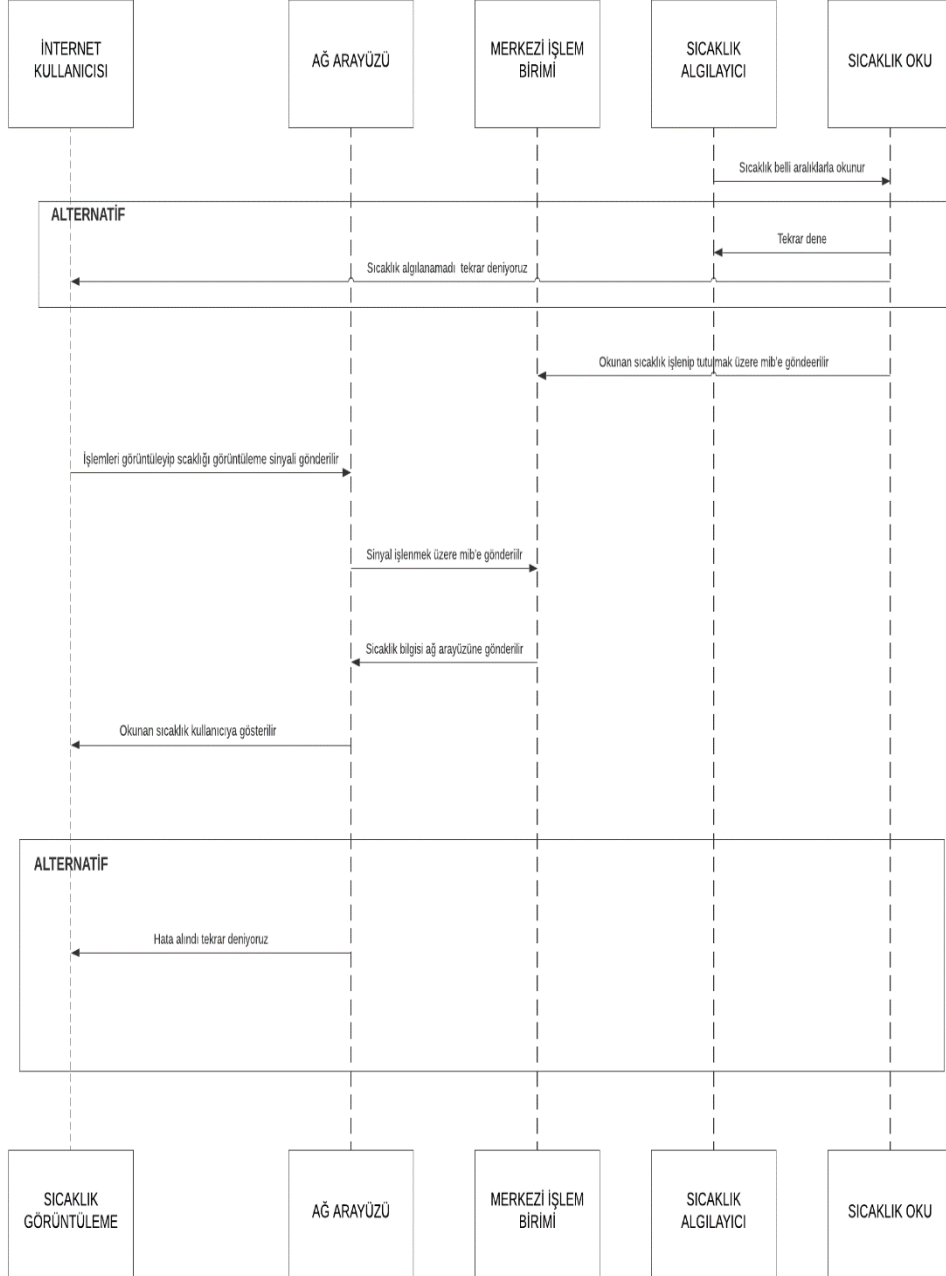 İNTERNET
KULLANICISI
AĞ ARAYÜZÜ
MERKEZİ İŞLEM
BİRİMİ
SICAKLIK
ALGILAYICI
SICAKLIK OKU
Sıcaklık belli aralıklarla okunur
ALTERNATİF
Tekrar dene
Sıcaklık algılanamadı tekrar deniyoruz
Okunan sıcaklık işlenip tutulmak üzere mib'e göndeerilir
İşlemleri görüntüleyip scaklığı görüntüleme sinyali gönderilir
Sinyal işlenmek üzere mib'e gönderiilr
Sicaklik bilgisi ağ arayüzüne gönderilir
Okunan sıcaklık kullanıcıya gösterilir
ALTERNATİF
Hata alındı tekrar deniyoruz
SICAKLIK
GÖRÜNTÜLEME
AĞ ARAYÜZÜ
MERKEZİ İŞLEM
BİRİMİ
SICAKLIK
ALGILAYICI
SICAKLIK OKU